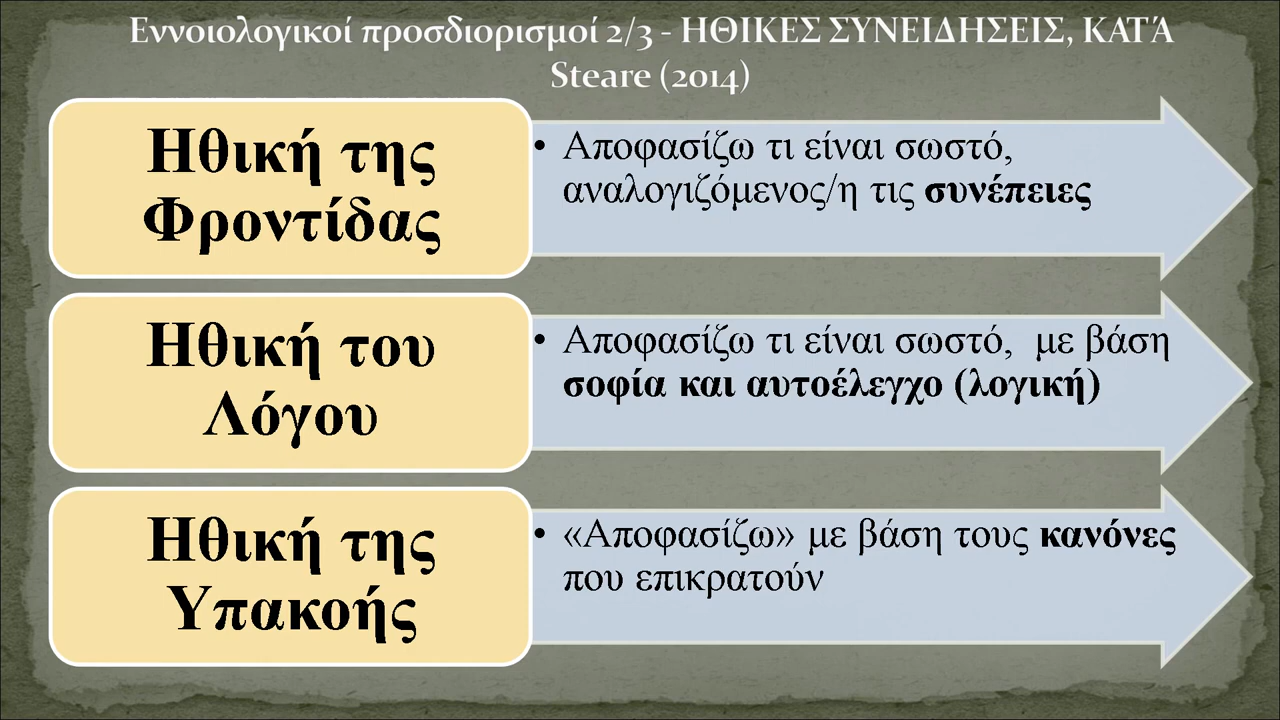 Εννοιολογικοί προσδιορισμοί 2/3 - ΗΘΙΚΕΣ ΣΥΝΕΙΔΗΣΕΙΣ, ΚΑΤΆ
Steare (2014)
Ηθική της
Φροντίδας
• Αποφασίζω τι είναι σωστό,
αναλογιζόμενος/η τις συνέπειες
Ηθική του
Λόγου
• Αποφασίζω τι είναι σωστό, με βάση
σοφία και αυτοέλεγχο (λογική)
Ηθική της
Υπακοής
• «Αποφασίζω» με βάση τους κανόνες
που επικρατούν